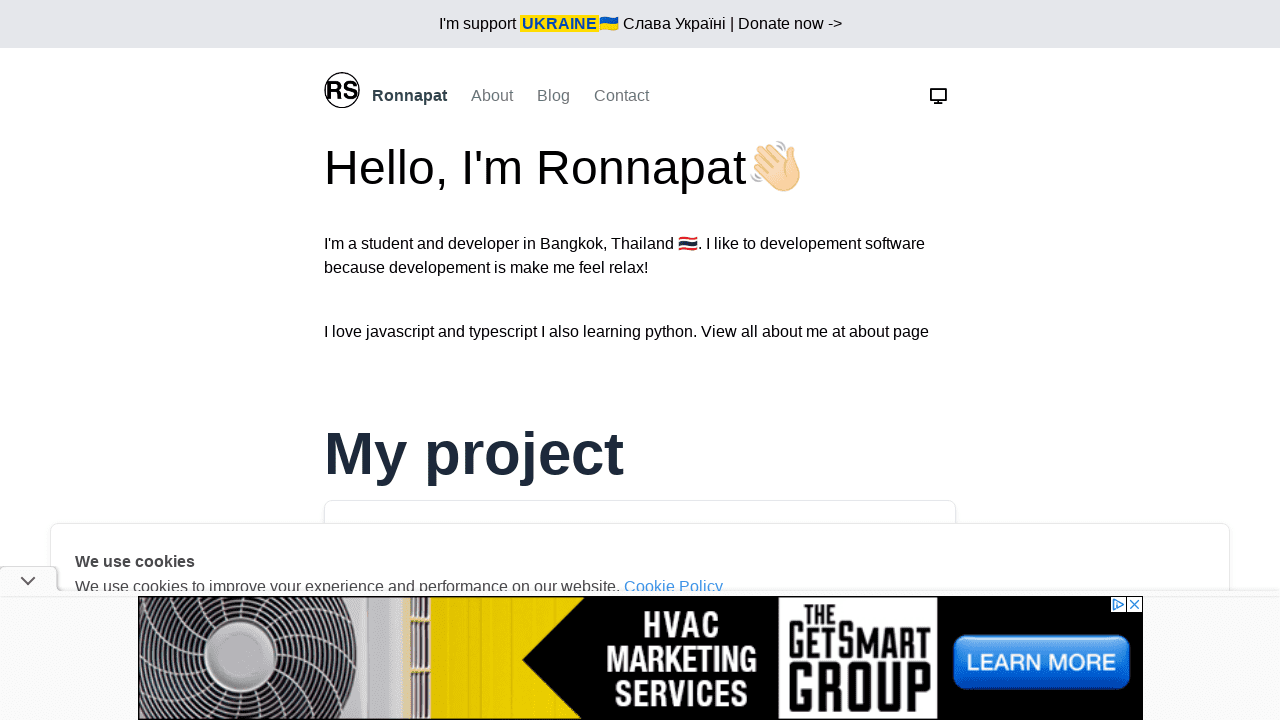 I'm support UKRAINE🇺🇦 Слава Україні | Donate now ->
RS Ronnapat About Blog Contact
Hello, I'm Ronnapat👋🏻
I'm a student and developer in Bangkok, Thailand 🇹🇭. I like to developement software
because developement is make me feel relax!
I love javascript and typescript I also learning python. View all about me at about page
My project
We use cookies
We use cookies to improve your experience and performance on our website. Cookie Policy
HVAC
MARKETING
SERVICES
THE
GETSMART
GROUP
LEARN MORE